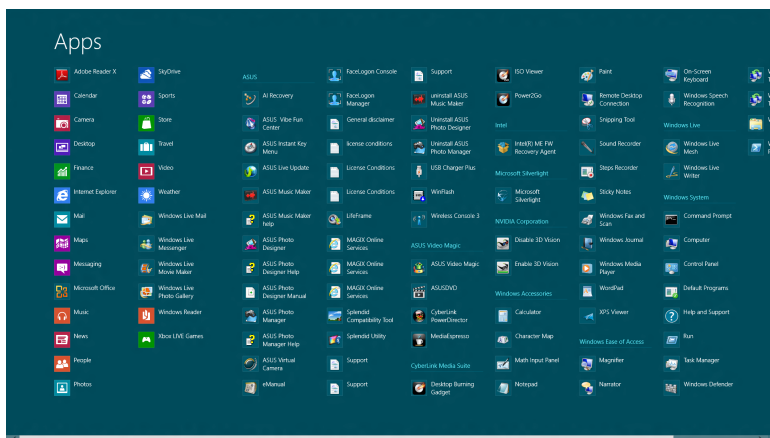 Apps
Adobe Reader X
Calendar
Camera
Desktop
Finance
Internet Explorer
Mail
Maps
Messaging
Microsoft Office
Music
News
People
Photos
SkyDrive
Sports
Store
Travel
Video
Weather
Windows Live Mail
Windows Live
Messenger
Windows Live
Movie Maker
Windows Live
Photo Gallery
Windows Reader
Xbox LIVE Games
ASUS
AI Recovery
ASUS Vibe Fun
Center
ASUS Instant Key
Menu
ASUS Live Update
ASUS Music Maker
ASUS Music Maker
help
ASUS Photo
Designer
ASUS Photo
Designer Help
ASUS Photo
Designer Manual
ASUS Photo
Manager
ASUS Photo
Manager Help
ASUS Virtual
Camera
eManual
FaceLogon Console
FaceLogon
Manager
General disclaimer
license conditions
License Conditions
License Conditions
LifeFrame
MAGIX Online
Services
MAGIX Online
Services
MAGIX Online
Services
Splendid
Compatibility Tool
Splendid Utility
Support
Support
Support
uninstall ASUS
Music Maker
Uninstall ASUS
Photo Designer
Uninstall ASUS
Photo Manager
USB Charger Plus
WinFlash
Wireless Console 3
ASUS Video Magic
ASUS Video Magic
ASUSDVD
CyberLink
PowerDirector
MediaEspresso
CyberLink Media Suite
Desktop Burning
Gadget
ISO Viewer
Power2Go
Intel
Intel(R) ME FW
Recovery Agent
Microsoft Silverlight
Microsoft
Silverlight
NVIDIA Corporation
Disable 3D Vision
Enable 3D Vision
Windows Accessories
Calculator
Character Map
Math Input Panel
Notepad
Paint
Remote Desktop
Connection
Snipping Tool
Sound Recorder
Steps Recorder
Sticky Notes
Windows Fax and
Scan
Windows Journal
Windows Media
Player
WordPad
XPS Viewer
Windows Ease of Access
Magnifier
Narrator
On-Screen
Keyboard
Windows Speech
Recognition
Windows Live
Windows Live
Mesh
Windows Live
Writer
Windows System
Command Prompt
Computer
Control Panel
Default Programs
Help and Support
Run
Task Manager
Windows Defender